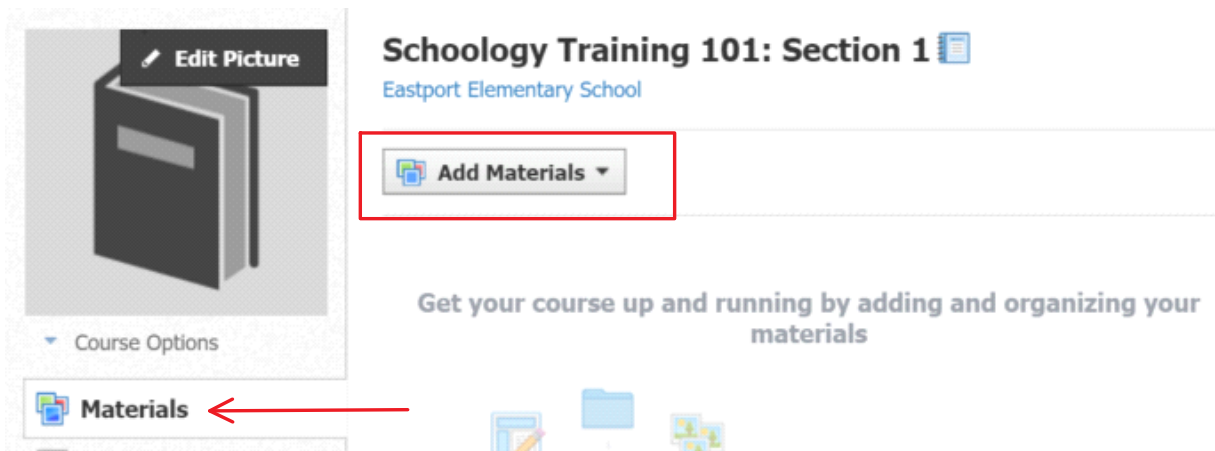 Edit Picture
Schoology Training 101: Section 1
Eastport Elementary School
Add Materials
Get your course up and running by adding and organizing your
materials
Course Options
Materials